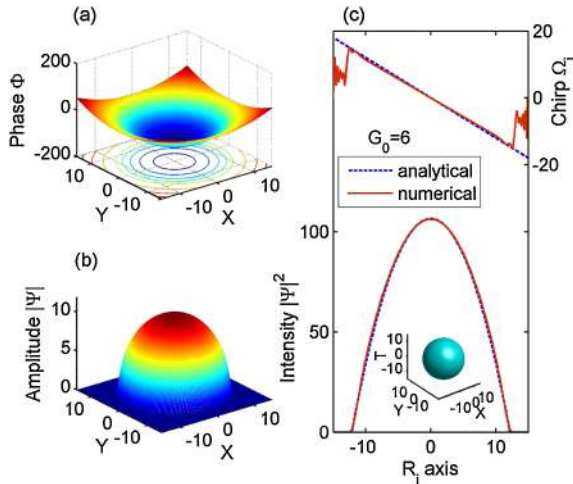 (a)
200
0
-200
Phase Φ
10
0
-10
Y
-10
0
10
X
(b)
10
5
0
Amplitude |Ψ|
10
0
-10
Y
-10
0
10
X
(c)
20
0
-20
Chirp Ω_i
G_0=6
analytical
numerical
100
50
0
Intensity |Ψ|^2
10
0
-10
T
10
0
-10
Y
-10
0
10
X
-10
0
10
R_i axis